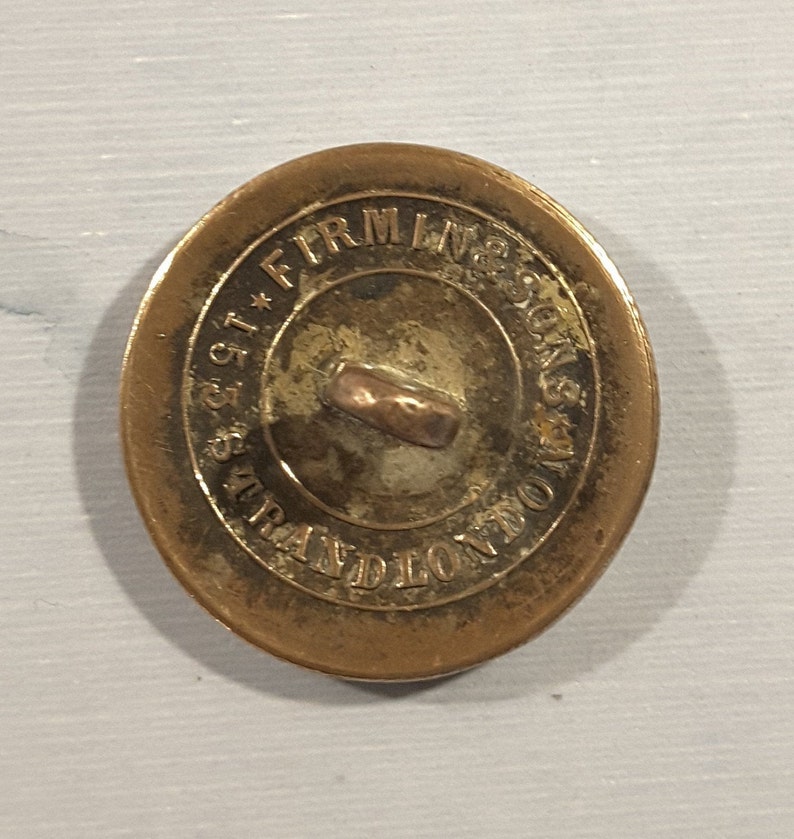 ★ FIRMIN & SONS ★
153 STRAND LONDON